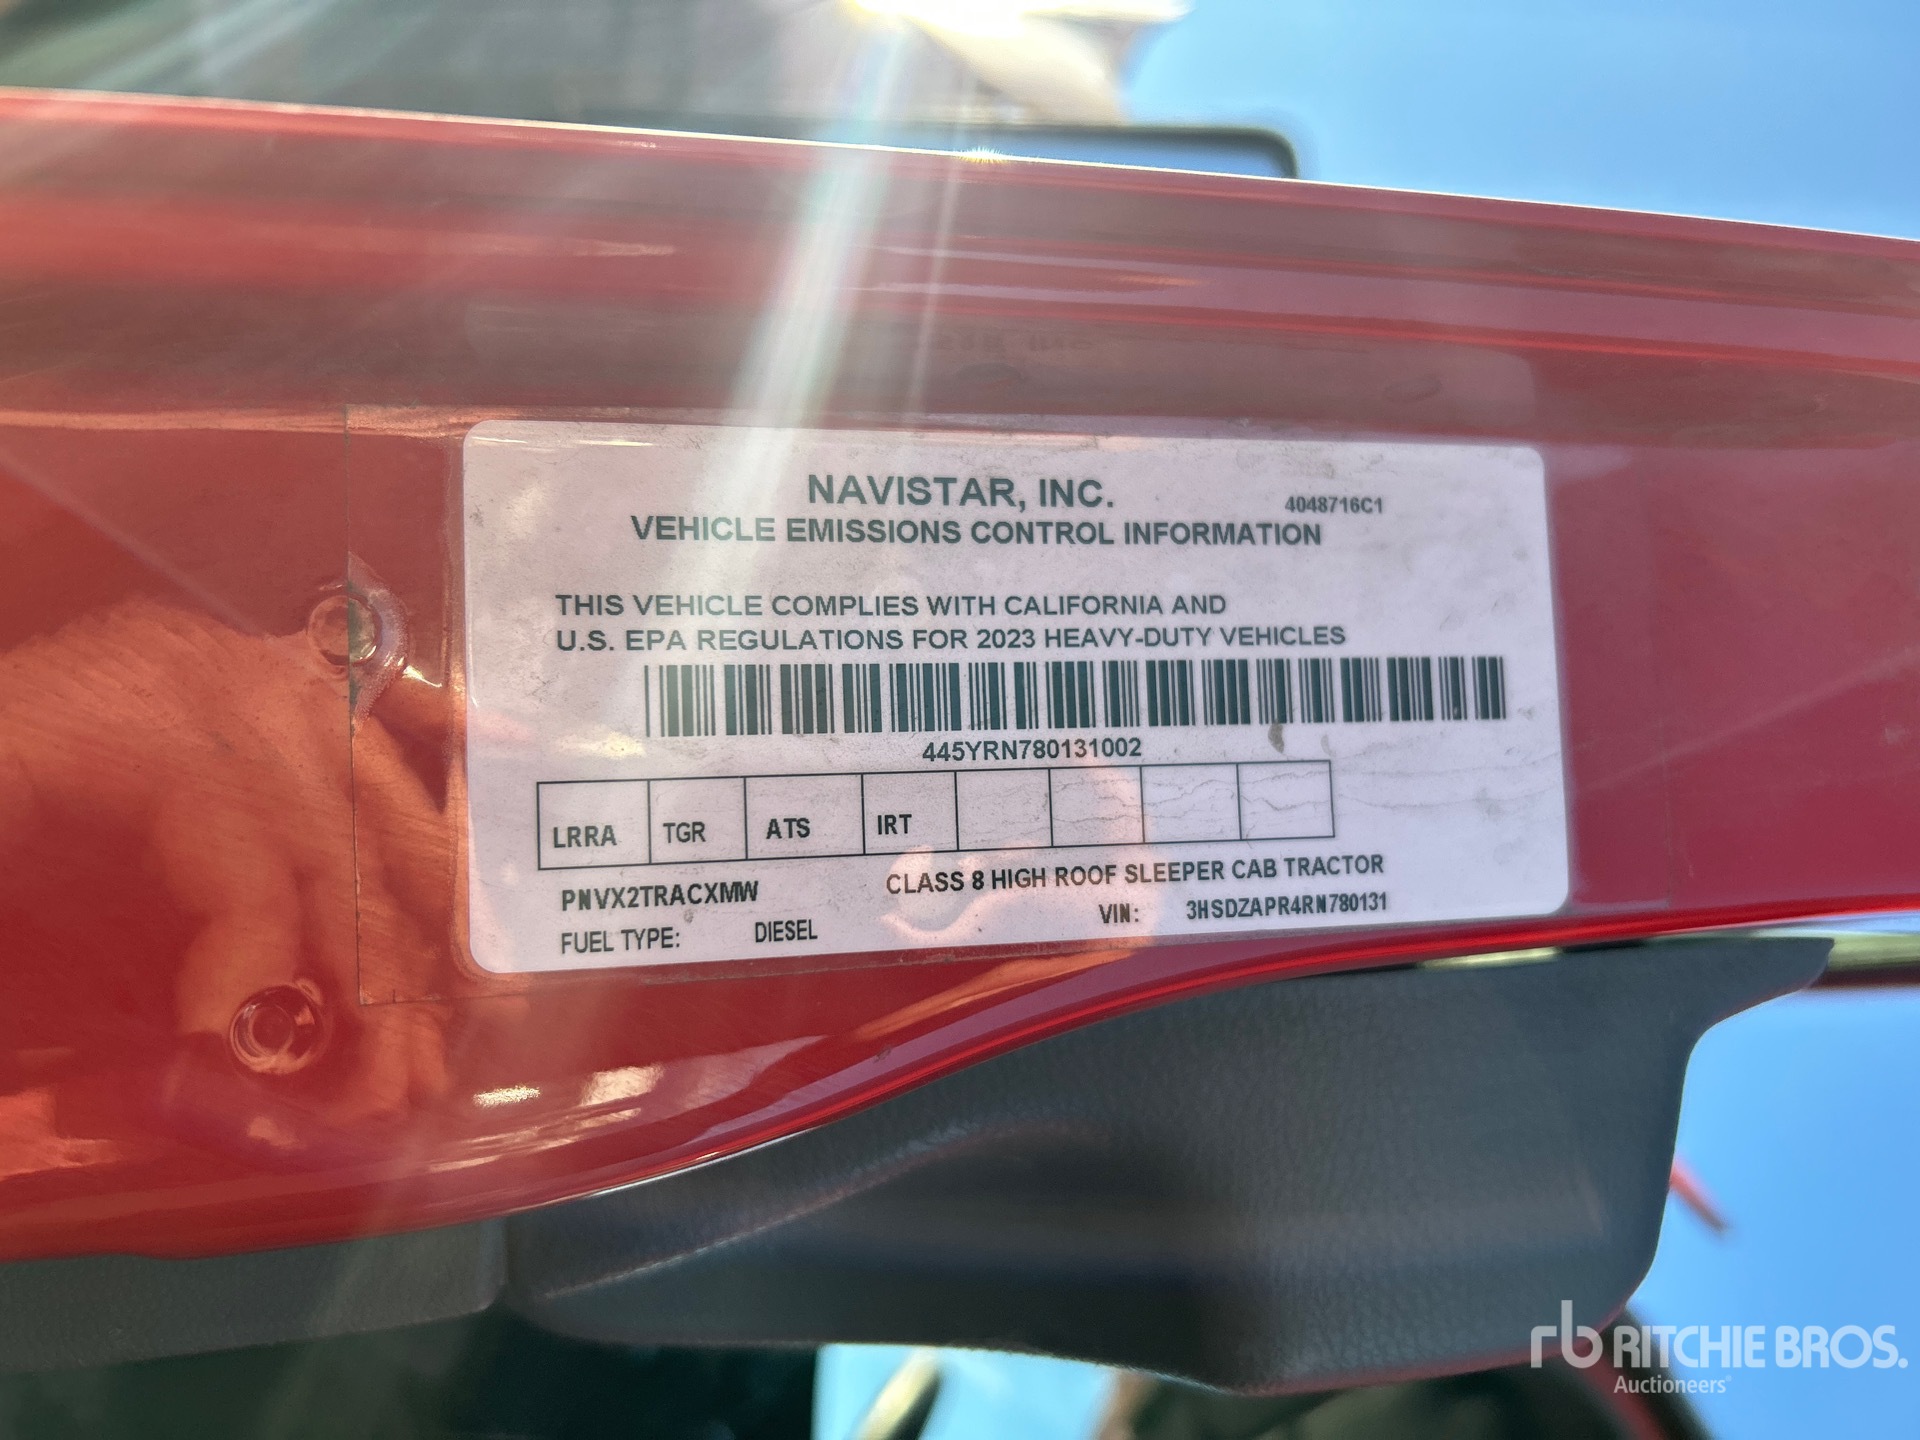 NAVISTAR, INC.
4048716C1
VEHICLE EMISSIONS CONTROL INFORMATION
THIS VEHICLE COMPLIES WITH CALIFORNIA AND
U.S. EPA REGULATIONS FOR 2023 HEAVY-DUTY VEHICLES
445YRN780131002
LRRA TGR ATS IRT
PNVX2TRACXMW CLASS 8 HIGH ROOF SLEEPER CAB TRACTOR
FUEL TYPE: DIESEL VIN: 3HSDZAPR4RN780131
rb RITCHIE BROS.
Auctioneers